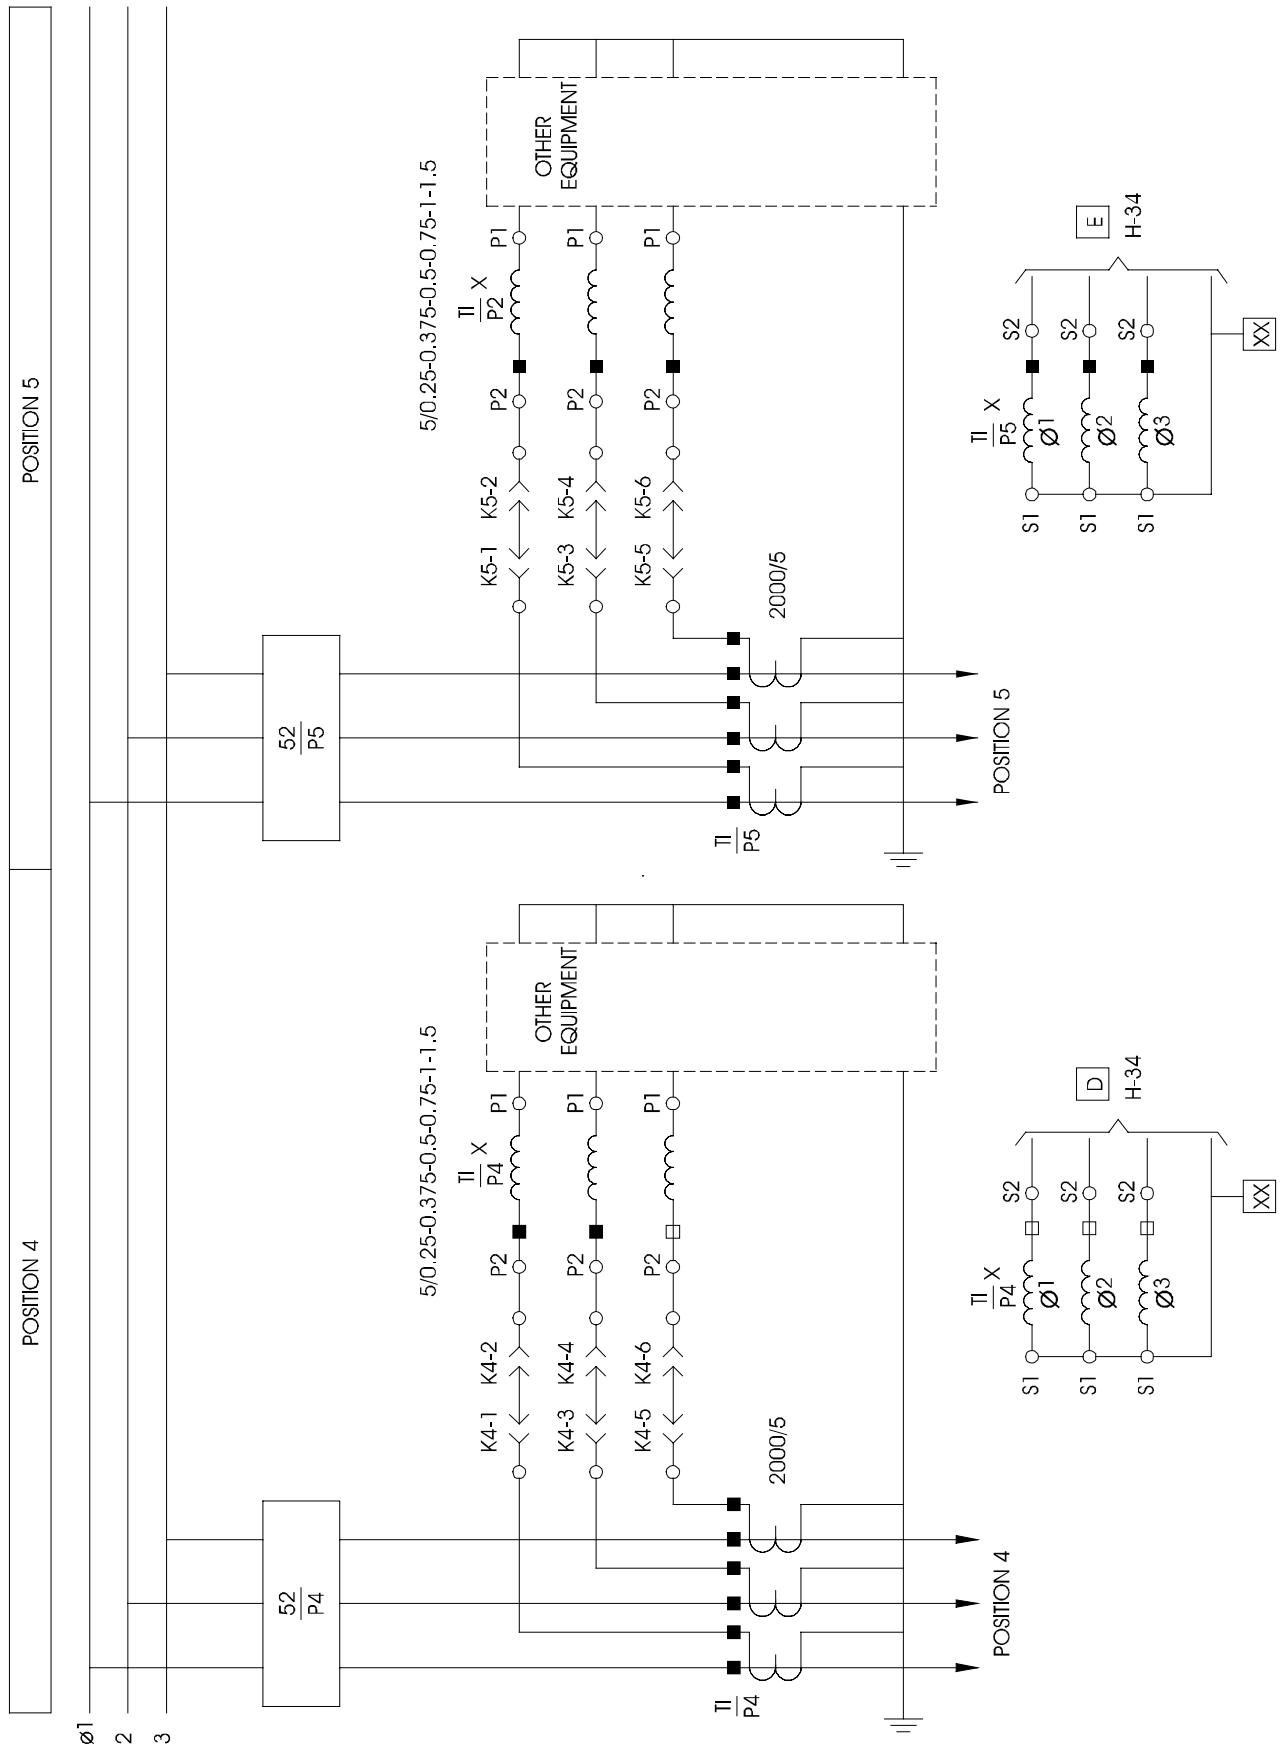 POSITION 4
POSITION 5
ø1
2
3
52
P4
52
P5
5/0.25-0.375-0.5-0.75-1-1.5
5/0.25-0.375-0.5-0.75-1-1.5
TI
P4 X
TI
P2 X
K4-1 K4-2 P2 P1
K4-3 K4-4 P2 P1
K4-5 K4-6 P2 P1
OTHER
EQUIPMENT
K5-1 K5-2 P2 P1
K5-3 K5-4 P2 P1
K5-5 K5-6 P2 P1
OTHER
EQUIPMENT
TI
P4
2000/5
TI
P5
2000/5
POSITION 4
POSITION 5
TI
P4 X
S1 Ø1 S2
S1 Ø2 S2
S1 Ø3 S2
D
H-34
XX
TI
P5 X
S1 Ø1 S2
S1 Ø2 S2
S1 Ø3 S2
E
H-34
XX